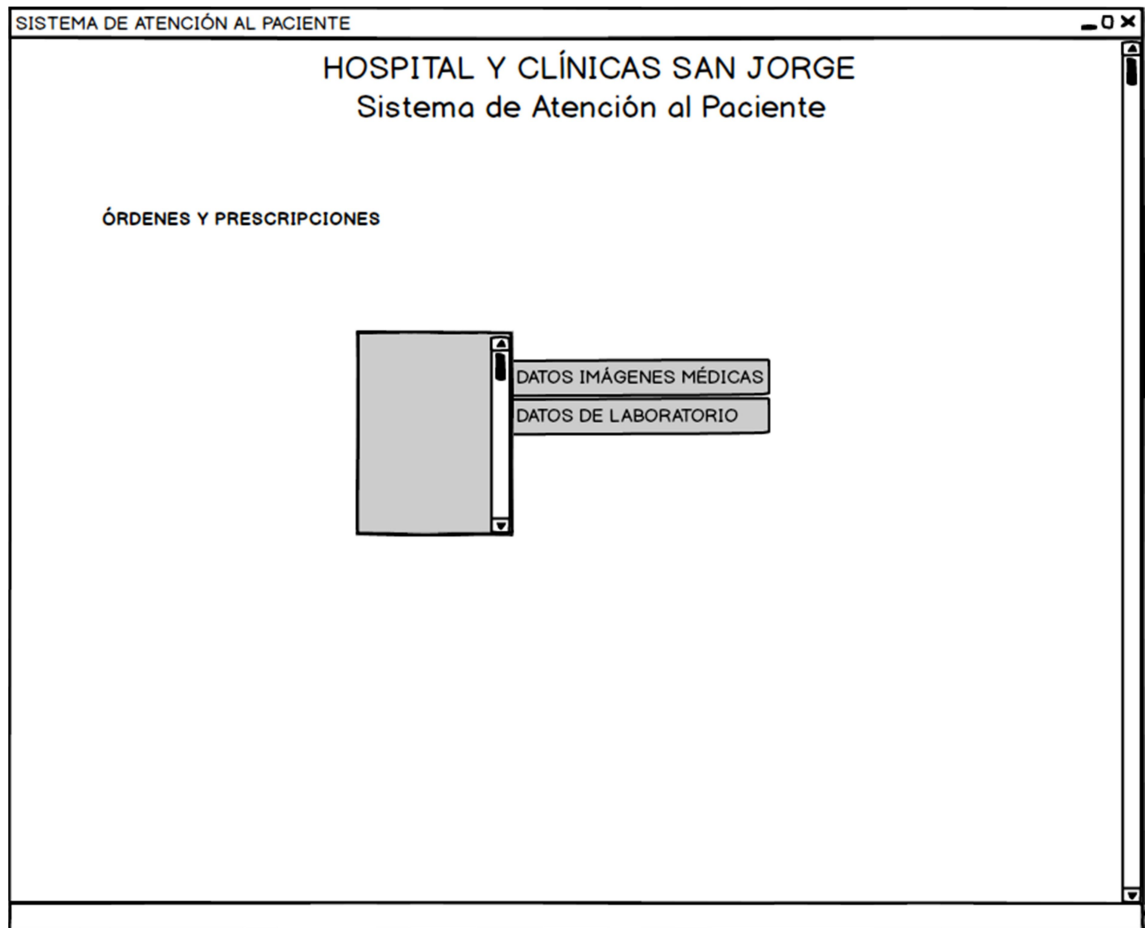 SISTEMA DE ATENCIÓN AL PACIENTE
HOSPITAL Y CLÍNICAS SAN JORGE
Sistema de Atención al Paciente
ÓRDENES Y PRESCRIPCIONES
DATOS IMÁGENES MÉDICAS
DATOS DE LABORATORIO